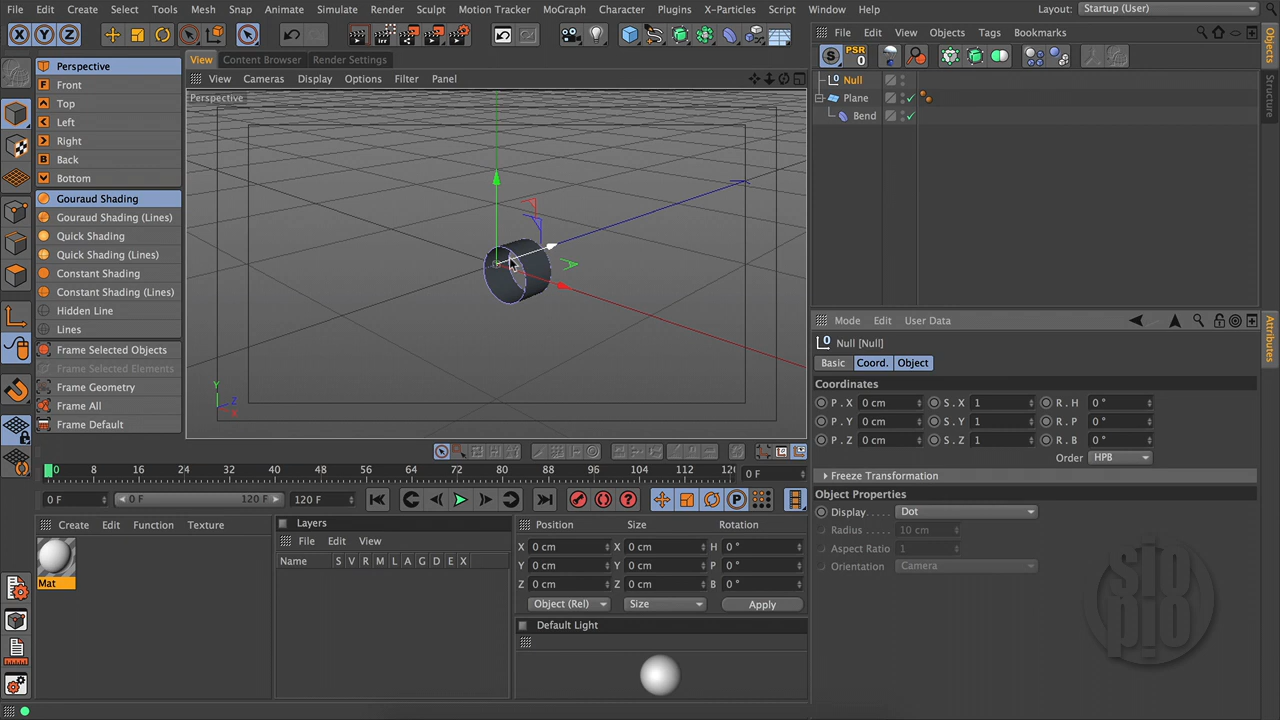 File Edit Create Select Tools Mesh Snap Animate Simulate Render Sculpt Motion Tracker MoGraph Character Plugins X-Particles Script Window Help Layout: Startup (User)
X Y Z
View Content Browser Render Settings
View Cameras Display Options Filter Panel
Perspective
Perspective
F Front
Top
Left
Right
B Back
Bottom
Gouraud Shading
Gouraud Shading (Lines)
Quick Shading
Quick Shading (Lines)
Constant Shading
Constant Shading (Lines)
Hidden Line
Lines
Frame Selected Objects
Frame Selected Elements
Frame Geometry
Frame All
Frame Default
Y
Z
X
0 8 16 24 32 40 48 56 64 72 80 88 96 104 112 120 0 F
0 F 0 F 120 F 120 F
Create Edit Function Texture
Mat
Layers
File Edit View
Name S V R M L A G D E X
Position Size Rotation
X 0 cm X 0 cm H 0 °
Y 0 cm Y 0 cm P 0 °
Z 0 cm Z 0 cm B 0 °
Object (Rel) Size Apply
Default Light
File Edit View Objects Tags Bookmarks
S PSR 0
Null
Plane
Bend
Objects
Structure
Mode Edit User Data
Null [Null]
Basic Coord. Object
Coordinates
P . X 0 cm S . X 1 R . H 0 °
P . Y 0 cm S . Y 1 R . P 0 °
P . Z 0 cm S . Z 1 R . B 0 °
Order HPB
Freeze Transformation
Object Properties
Display . . . . . Dot
Radius . . . . . 10 cm
Aspect Ratio 1
Orientation Camera
Attributes